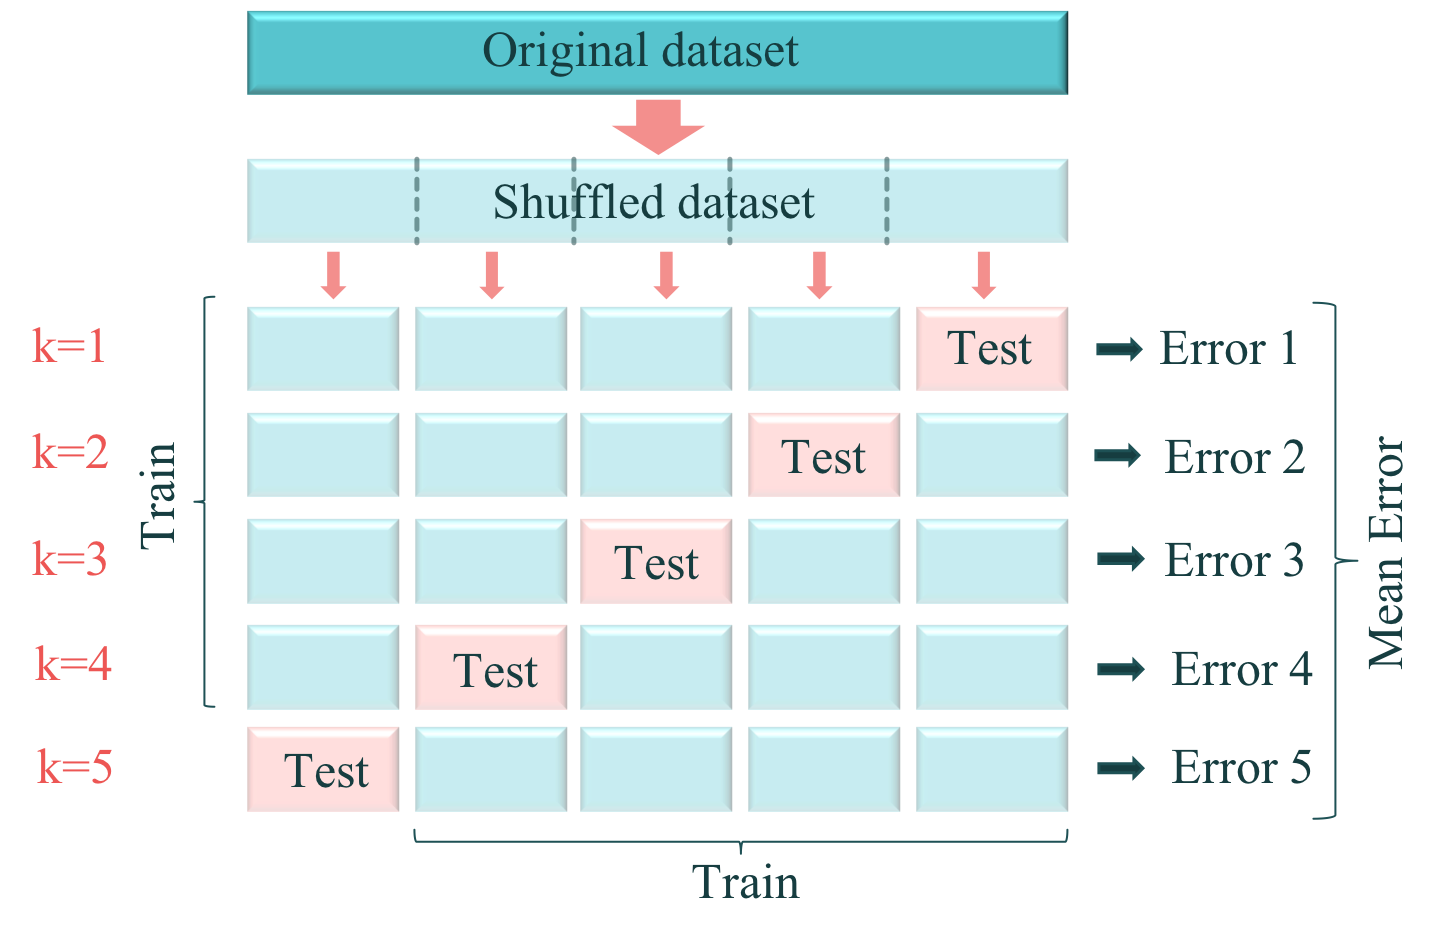 Original dataset
Shuffled dataset
k=1
Test
Error 1
k=2
Test
Error 2
k=3
Test
Error 3
k=4
Test
Error 4
k=5
Test
Error 5
Train
Mean Error
Train